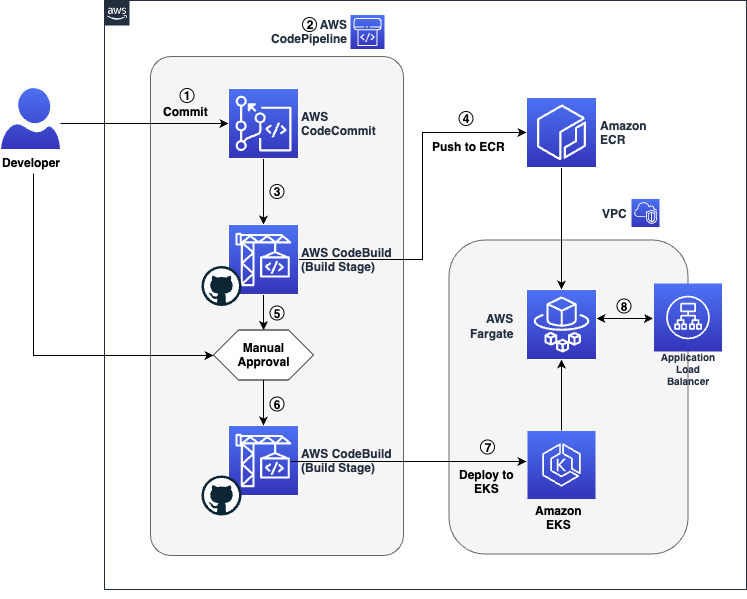 aws
② AWS
CodePipeline
①
Commit
AWS
CodeCommit
Developer
③
④
Push to ECR
Amazon
ECR
VPC
AWS CodeBuild
(Build Stage)
⑤
Manual
Approval
AWS
Fargate
⑧
Application
Load
Balancer
⑥
AWS CodeBuild
(Build Stage)
⑦
Deploy to
EKS
K
Amazon
EKS